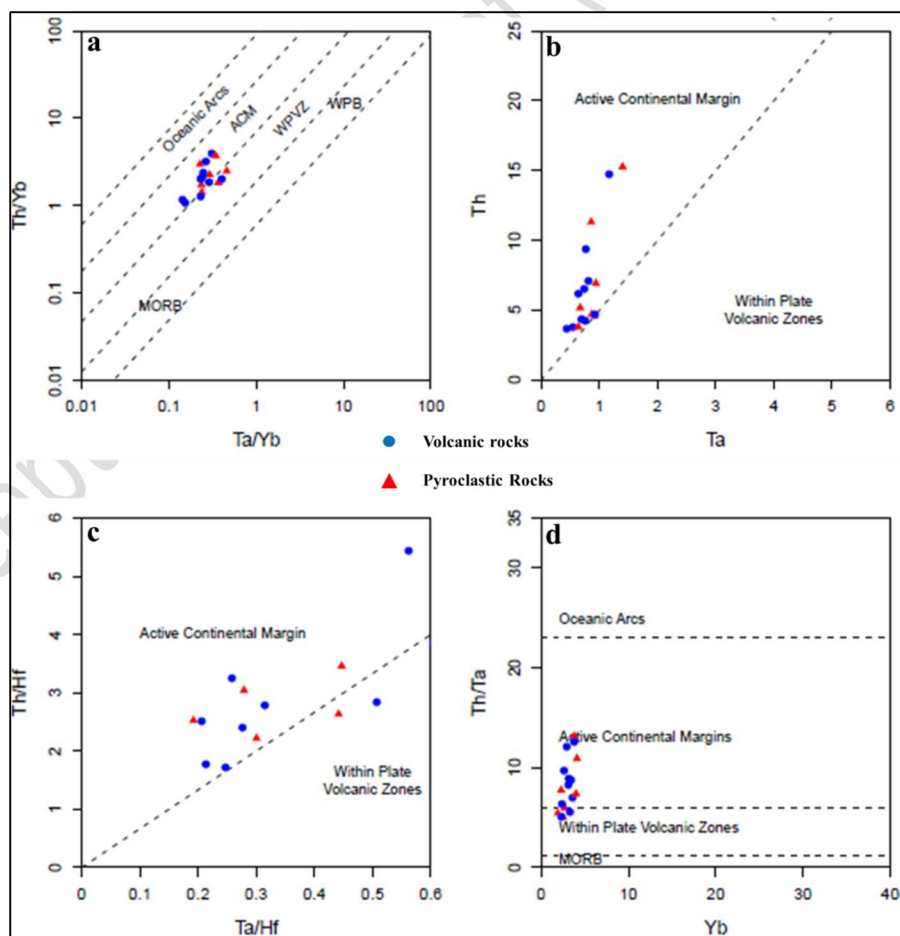 a
100
10
1
0.1
0.01
Th/Yb
Oceanic Arcs
ACM
WPVZ
WPB
MORB
0.01
0.1
1
10
100
Ta/Yb
b
25
20
15
10
5
0
Th
Active Continental Margin
Within Plate
Volcanic Zones
0
1
2
3
4
5
6
Ta
Volcanic rocks
Pyroclastic Rocks
c
6
5
4
3
2
1
0
Th/Hf
Active Continental Margin
Within Plate
Volcanic Zones
0
0.1
0.2
0.3
0.4
0.5
0.6
Ta/Hf
d
35
30
20
10
0
Th/Ta
Oceanic Arcs
Active Continental Margins
Within Plate Volcanic Zones
MORB
0
10
20
30
40
Yb